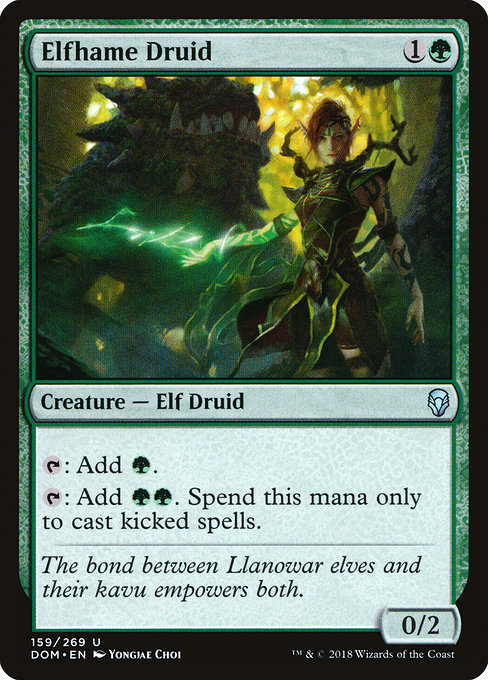 Elfhame Druid 1
Creature — Elf Druid
: Add .
: Add . Spend this mana only
to cast kicked spells.
The bond between Llanowar elves and
their kavu empowers both.
0/2
159/269 U
DOM • EN Yongjae Choi
™ & © 2018 Wizards of the Coast